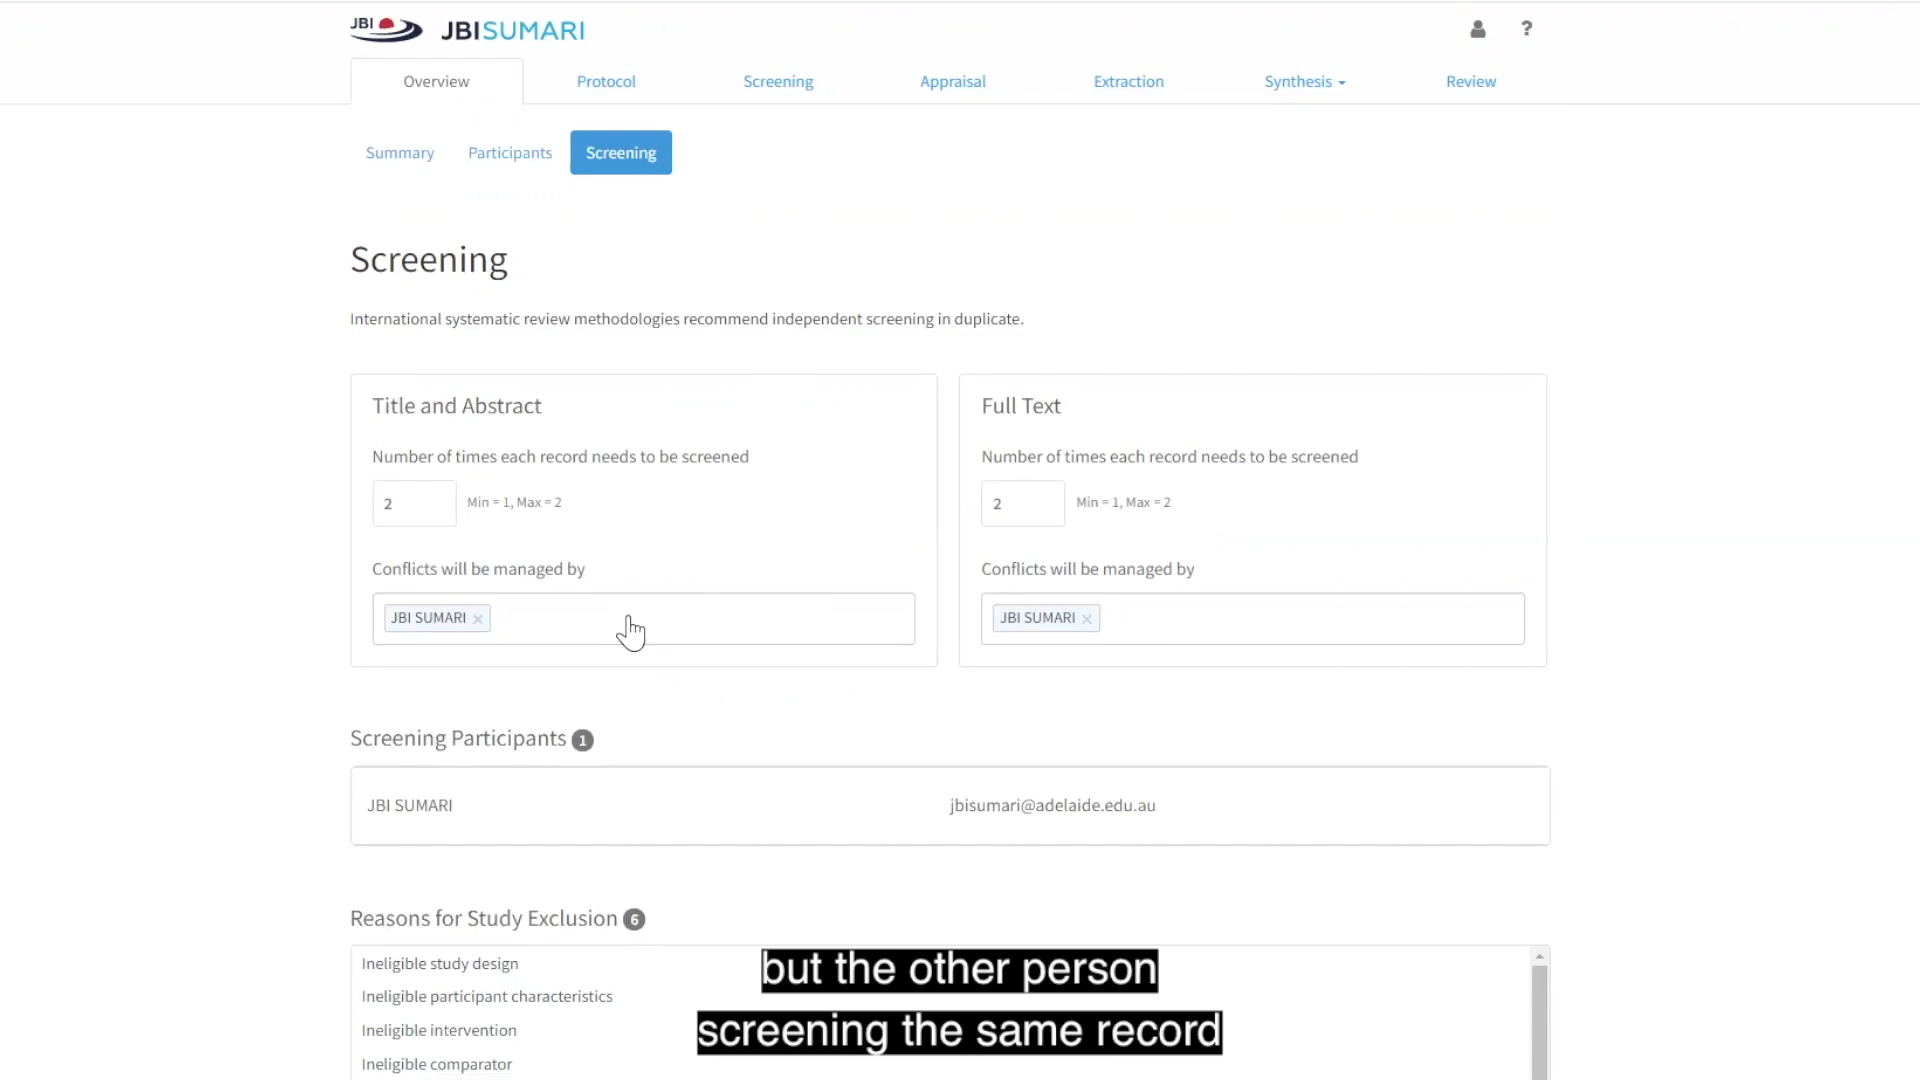 JBI JBISUMARI ?
Overview Protocol Screening Appraisal Extraction Synthesis Review
Summary Participants Screening
Screening
International systematic review methodologies recommend independent screening in duplicate.
Title and Abstract
Number of times each record needs to be screened
2 Min = 1, Max = 2
Conflicts will be managed by
JBI SUMARI ×
Full Text
Number of times each record needs to be screened
2 Min = 1, Max = 2
Conflicts will be managed by
JBI SUMARI ×
Screening Participants 1
JBI SUMARI jbisumari@adelaide.edu.au
Reasons for Study Exclusion 6
Ineligible study design
Ineligible participant characteristics
Ineligible intervention
Ineligible comparator
but the other person
screening the same record